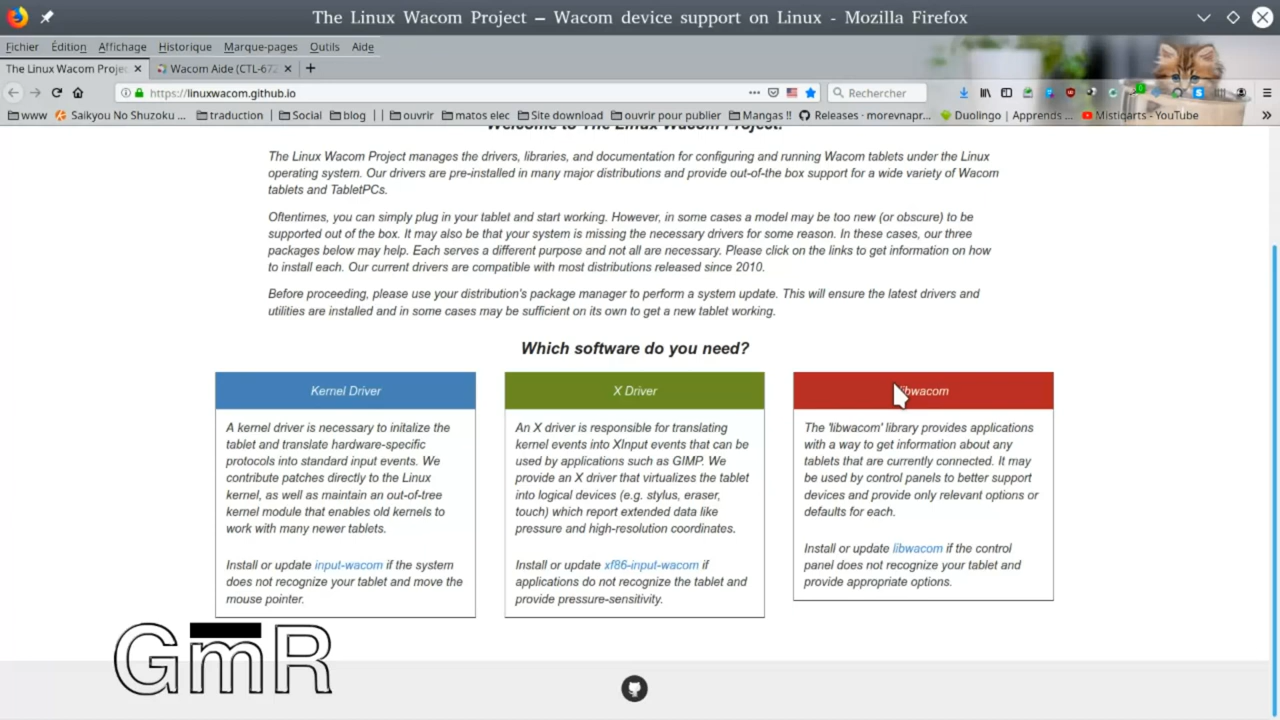 The Linux Wacom Project – Wacom device support on Linux - Mozilla Firefox
Fichier Édition Affichage Historique Marque-pages Outils Aide
The Linux Wacom Projec
Wacom Aide (CTL-672
https://linuxwacom.github.io
Rechercher
www Saikyou No Shuzoku ... traduction Social blog ouvrir matos elec Site download ouvrir pour publier Mangas !! Releases · morevnapr... Duolingo | Apprends ... Mistiqarts - YouTube
Welcome to The Linux Wacom Project!
The Linux Wacom Project manages the drivers, libraries, and documentation for configuring and running Wacom tablets under the Linux
operating system. Our drivers are pre-installed in many major distributions and provide out-of-the box support for a wide variety of Wacom
tablets and TabletPCs.
Oftentimes, you can simply plug in your tablet and start working. However, in some cases a model may be too new (or obscure) to be
supported out of the box. It may also be that your system is missing the necessary drivers for some reason. In these cases, our three
packages below may help. Each serves a different purpose and not all are necessary. Please click on the links to get information on how
to install each. Our current drivers are compatible with most distributions released since 2010.
Before proceeding, please use your distribution's package manager to perform a system update. This will ensure the latest drivers and
utilities are installed and in some cases may be sufficient on its own to get a new tablet working.
Which software do you need?
Kernel Driver
A kernel driver is necessary to initalize the
tablet and translate hardware-specific
protocols into standard input events. We
contribute patches directly to the Linux
kernel, as well as maintain an out-of-tree
kernel module that enables old kernels to
work with many newer tablets.
Install or update input-wacom if the system
does not recognize your tablet and move the
mouse pointer.
X Driver
An X driver is responsible for translating
kernel events into XInput events that can be
used by applications such as GIMP. We
provide an X driver that virtualizes the tablet
into logical devices (e.g. stylus, eraser,
touch) which report extended data like
pressure and high-resolution coordinates.
Install or update xf86-input-wacom if
applications do not recognize the tablet and
provide pressure-sensitivity.
libwacom
The 'libwacom' library provides applications
with a way to get information about any
tablets that are currently connected. It may
be used by control panels to better support
devices and provide only relevant options or
defaults for each.
Install or update libwacom if the control
panel does not recognize your tablet and
provide appropriate options.
GmR